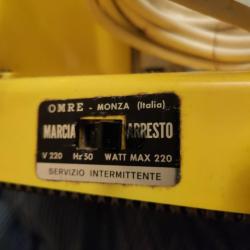 OMRE - MONZA (Italia)
MARCIA ARRESTO
V 220 Hz 50 WATT MAX 220
SERVIZIO INTERMITTENTE